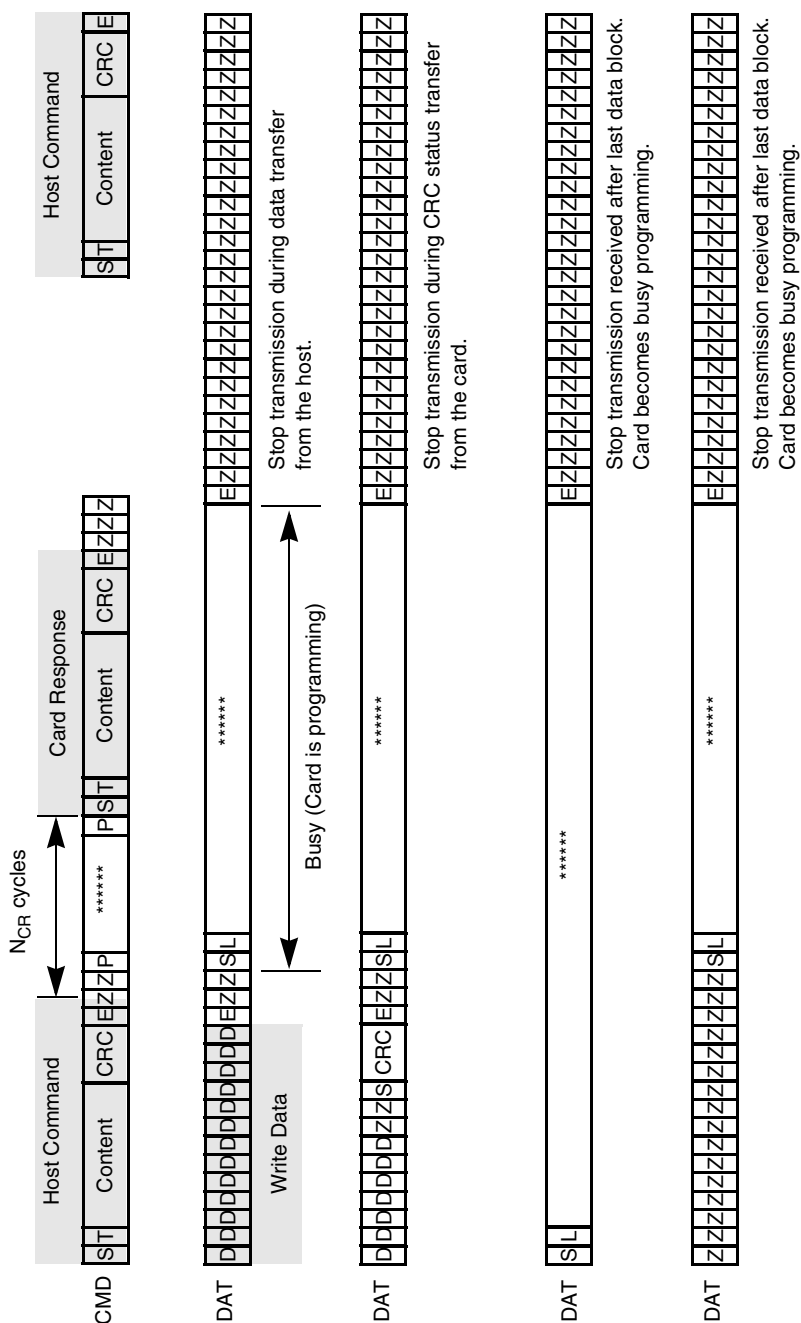 Host Command
N_CR cycles
Card Response
Host Command
CMD S T Content CRC E Z Z P ****** P S T Content CRC E Z Z Z S T Content CRC E
DAT D D D D D D D D D D D D D E Z Z S L ****** E Z Z Z Z Z Z Z Z Z Z Z Z Z Z Z Z Z Z Z Z Z Z Z Z Z Z
Write Data
Busy (Card is programming)
Stop transmission during data transfer
from the host.
DAT D D D D D D D Z Z S CRC E Z Z S L ****** E Z Z Z Z Z Z Z Z Z Z Z Z Z Z Z Z Z Z Z Z Z Z Z Z Z Z
Stop transmission during CRC status transfer
from the card.
DAT S L ****** E Z Z Z Z Z Z Z Z Z Z Z Z Z Z Z Z Z Z Z Z Z Z Z Z Z Z
Stop transmission received after last data block.
Card becomes busy programming.
DAT Z Z Z Z Z Z Z Z Z Z Z Z Z Z Z Z S L ****** E Z Z Z Z Z Z Z Z Z Z Z Z Z Z Z Z Z Z Z Z Z Z Z Z Z Z
Stop transmission received after last data block.
Card becomes busy programming.